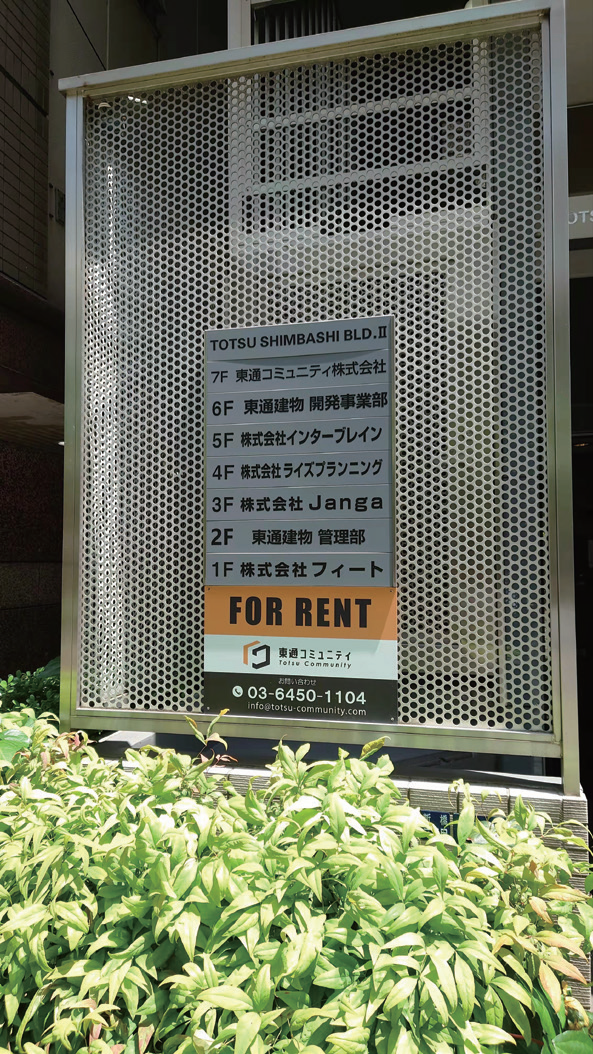 TOTSU SHIMBASHI BLD.Ⅱ
7F 東通コミュニティ株式会社
6F 東通建物 開発事業部
5F 株式会社インターブレイン
4F 株式会社ライズプランニング
3F 株式会社 Janga
2F 東通建物 管理部
1F 株式会社 フィート
FOR RENT
東通コミュニティ
Totsu Community
お問い合わせ
03-6450-1104
info@totsu-community.com